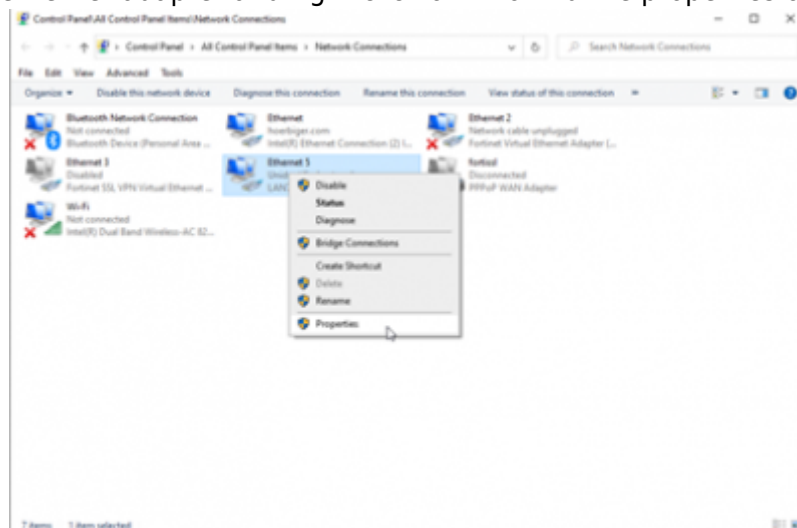 Control Panel\All Control Panel Items\Network Connections
Control Panel › All Control Panel Items › Network Connections
Search Network Connections
File Edit View Advanced Tools
Organize Disable this network device Diagnose this connection Rename this connection View status of this connection »
Bluetooth Network Connection
Not connected
Bluetooth Device (Personal Area ...
Ethernet
hoerbiger.com
Intel(R) Ethernet Connection (2) I...
Ethernet 2
Network cable unplugged
Fortinet Virtual Ethernet Adapter (...
Ethernet 3
Disabled
Fortinet SSL VPN Virtual Ethernet ...
Ethernet 5
fortissl
Disconnected
PPPoP WAN Adapter
Wi-Fi
Not connected
Intel(R) Dual Band Wireless-AC 82...
Disable
Status
Diagnose
Bridge Connections
Create Shortcut
Delete
Rename
Properties
7 items 1 item selected